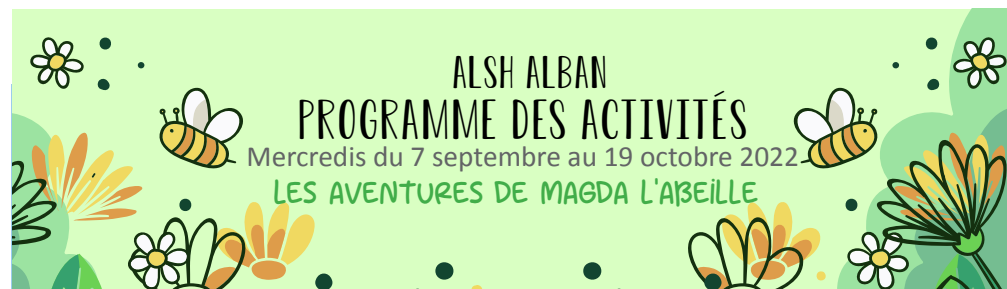 ALSH ALBAN
PROGRAMME DES ACTIVITÉS
Mercredis du 7 septembre au 19 octobre 2022
LES AVENTURES DE MAGDA L'ABEILLE